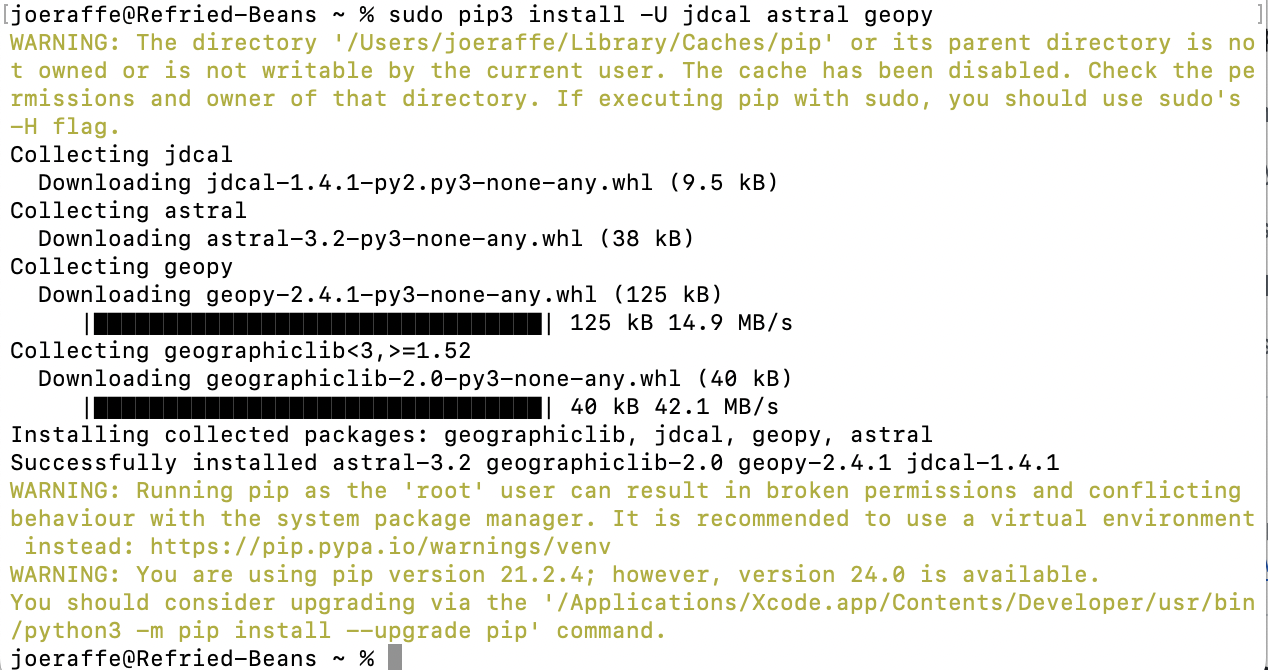 [joeraffe@Refried-Beans ~ % sudo pip3 install -U jdcal astral geopy ]
WARNING: The directory '/Users/joeraffe/Library/Caches/pip' or its parent directory is no
t owned or is not writable by the current user. The cache has been disabled. Check the pe
rmissions and owner of that directory. If executing pip with sudo, you should use sudo's
-H flag.
Collecting jdcal
  Downloading jdcal-1.4.1-py2.py3-none-any.whl (9.5 kB)
Collecting astral
  Downloading astral-3.2-py3-none-any.whl (38 kB)
Collecting geopy
  Downloading geopy-2.4.1-py3-none-any.whl (125 kB)
     |████████████████████████████████| 125 kB 14.9 MB/s
Collecting geographiclib<3,>=1.52
  Downloading geographiclib-2.0-py3-none-any.whl (40 kB)
     |████████████████████████████████| 40 kB 42.1 MB/s
Installing collected packages: geographiclib, jdcal, geopy, astral
Successfully installed astral-3.2 geographiclib-2.0 geopy-2.4.1 jdcal-1.4.1
WARNING: Running pip as the 'root' user can result in broken permissions and conflicting
behaviour with the system package manager. It is recommended to use a virtual environment
 instead: https://pip.pypa.io/warnings/venv
WARNING: You are using pip version 21.2.4; however, version 24.0 is available.
You should consider upgrading via the '/Applications/Xcode.app/Contents/Developer/usr/bin
/python3 -m pip install --upgrade pip' command.
joeraffe@Refried-Beans ~ %